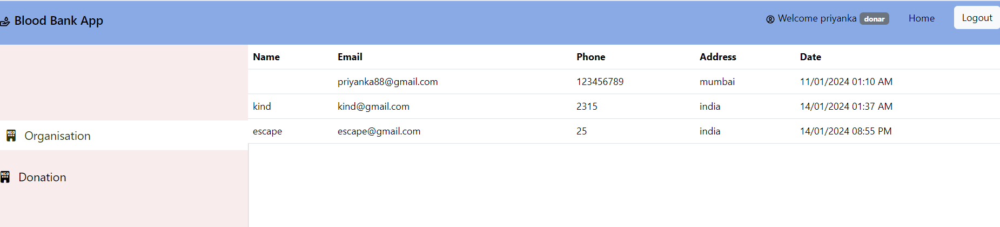 Blood Bank App
Welcome priyanka donar Home Logout
Name Email Phone Address Date
priyanka88@gmail.com 123456789 mumbai 11/01/2024 01:10 AM
kind kind@gmail.com 2315 india 14/01/2024 01:37 AM
escape escape@gmail.com 25 india 14/01/2024 08:55 PM
NGO Organisation
NGO Donation